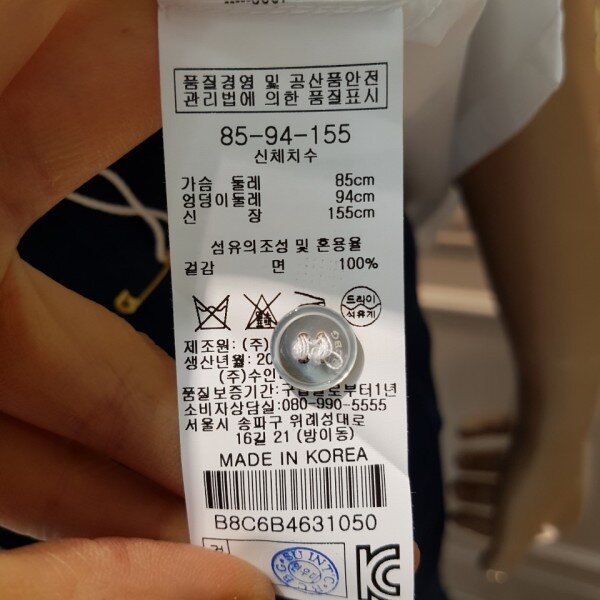 품질경영 및 공산품안전
관리법에 의한 품질표시
85-94-155
신체치수
가슴 둘레 85cm
엉덩이둘레 94cm
신 장 155cm
섬유의조성 및 혼용율
겉감 면 100%
드라이
석유계
제조원: (주)
생산년월: 20
(주)수인
품질보증기간: 구입일로부터1년
소비자상담실: 080-990-5555
서울시 송파구 위례성대로
16길 21 (방이동)
MADE IN KOREA
B8C6B4631050